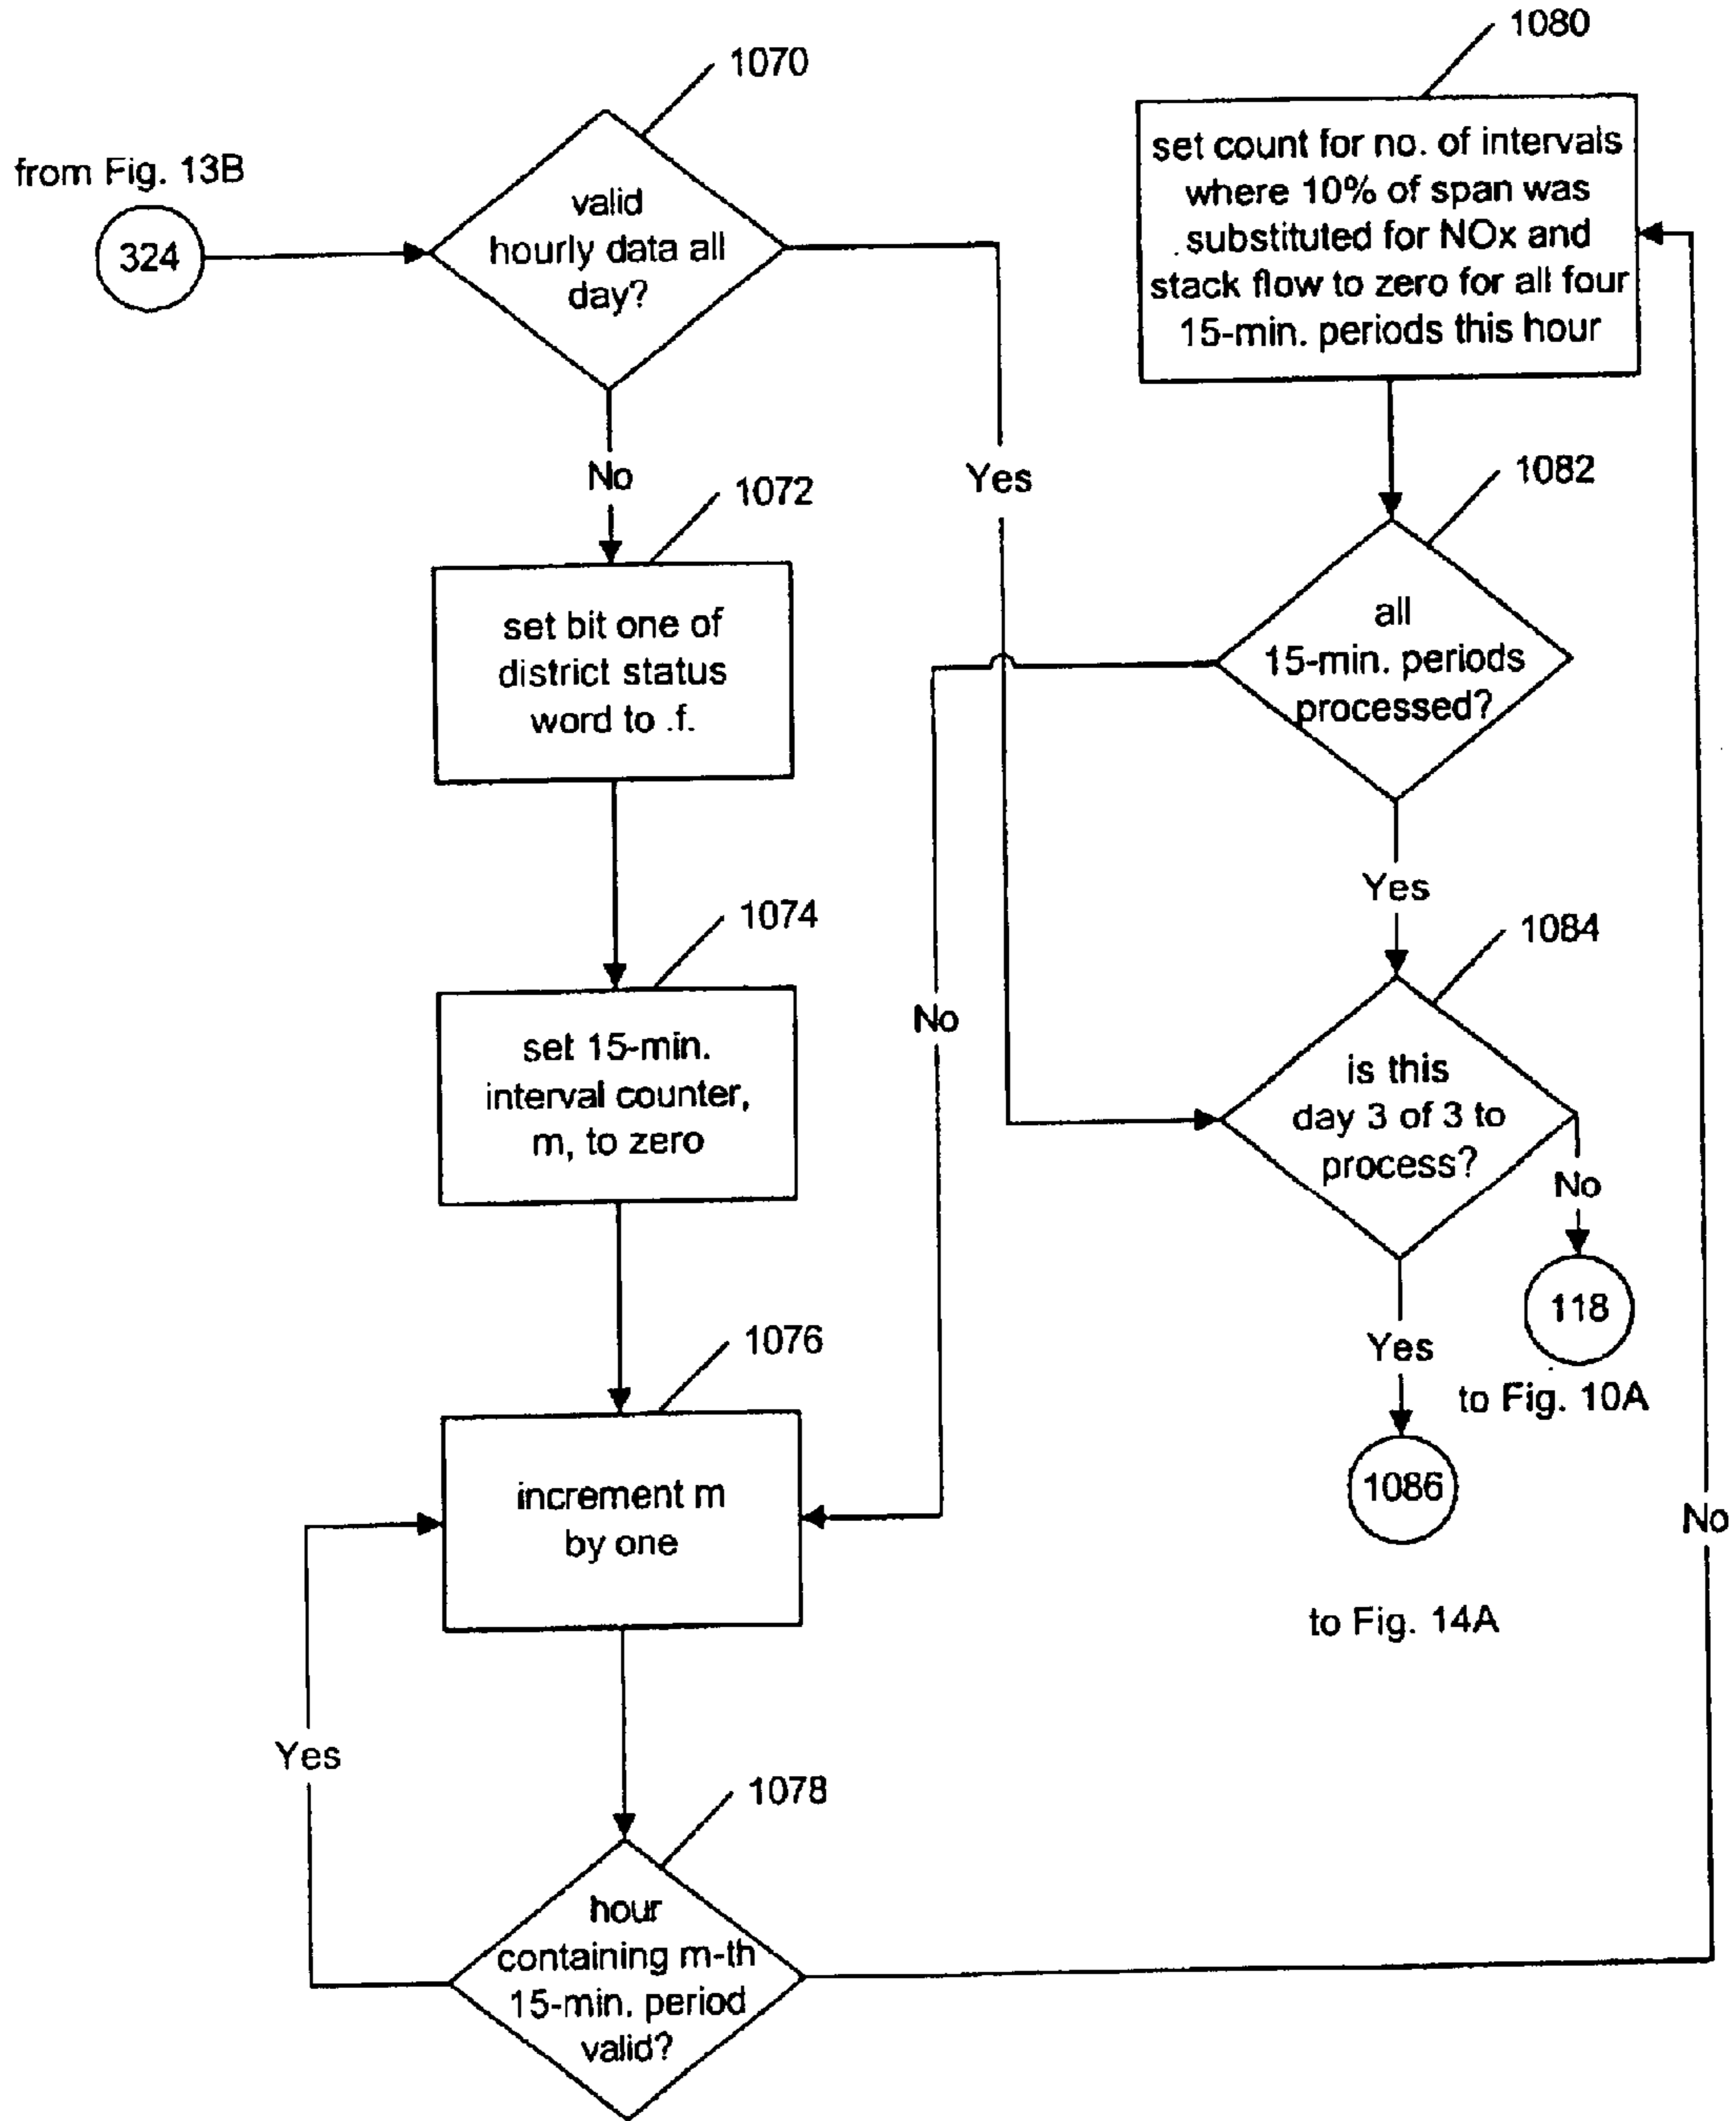 from Fig. 13B
324
1070
valid
hourly data all
day?
No
Yes
1072
set bit one of
district status
word to .f.
1074
set 15-min.
interval counter,
m, to zero
1076
increment m
by one
Yes
1078
hour
containing m-th
15-min. period
valid?
No
1080
set count for no. of intervals
where 10% of span was
substituted for NOx and
stack flow to zero for all four
15-min. periods this hour
1082
all
15-min. periods
processed?
No
Yes
1084
is this
day 3 of 3 to
process?
No
118
to Fig. 10A
Yes
1086
to Fig. 14A